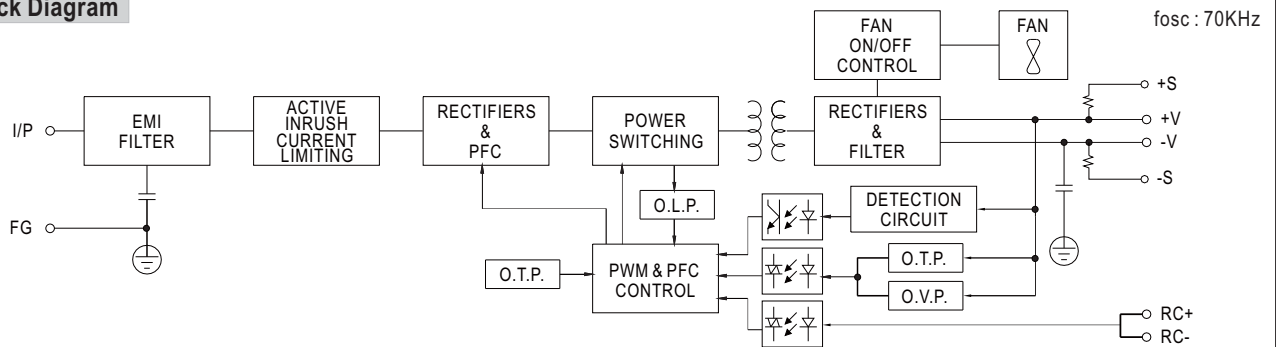 ck Diagram
fosc : 70KHz
FAN
ON/OFF
CONTROL
FAN
I/P
EMI
FILTER
ACTIVE
INRUSH
CURRENT
LIMITING
RECTIFIERS
&
PFC
POWER
SWITCHING
RECTIFIERS
&
FILTER
+S
+V
-V
-S
FG
O.L.P.
DETECTION
CIRCUIT
O.T.P.
PWM & PFC
CONTROL
O.T.P.
O.V.P.
RC+
RC-